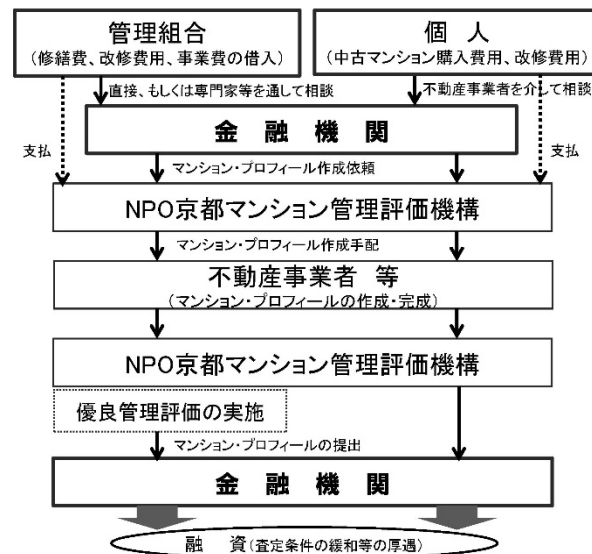 管理組合
(修繕費、改修費用、事業費の借入)
個 人
(中古マンション購入費用、改修費用)
直接、もしくは専門家等を通して相談
不動産事業者を介して相談
金 融 機 関
支払
マンション・プロフィール作成依頼
支払
NPO京都マンション管理評価機構
マンション・プロフィール作成手配
不動産事業者 等
(マンション・プロフィールの作成・完成)
NPO京都マンション管理評価機構
優良管理評価の実施
マンション・プロフィールの提出
金 融 機 関
融 資(査定条件の緩和等の厚遇)